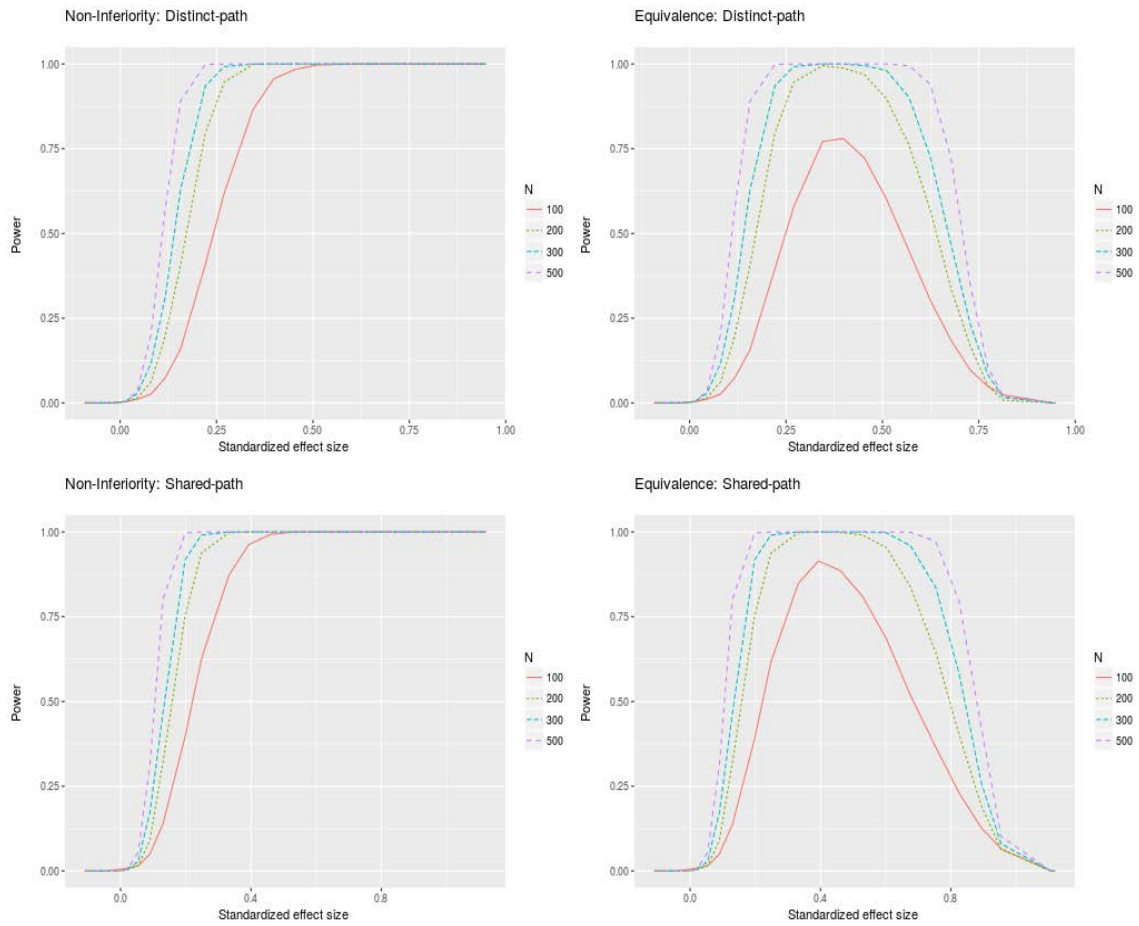 Non-Inferiority: Distinct-path
Power
1.00
0.75
0.50
0.25
0.00
0.00 0.25 0.50 0.75 1.00
Standardized effect size
N
100
200
300
500
Equivalence: Distinct-path
Power
1.00
0.75
0.50
0.25
0.00
0.00 0.25 0.50 0.75 1.00
Standardized effect size
N
100
200
300
500
Non-Inferiority: Shared-path
Power
1.00
0.75
0.50
0.25
0.00
0.0 0.4 0.8
Standardized effect size
N
100
200
300
500
Equivalence: Shared-path
Power
1.00
0.75
0.50
0.25
0.00
0.0 0.4 0.8
Standardized effect size
N
100
200
300
500